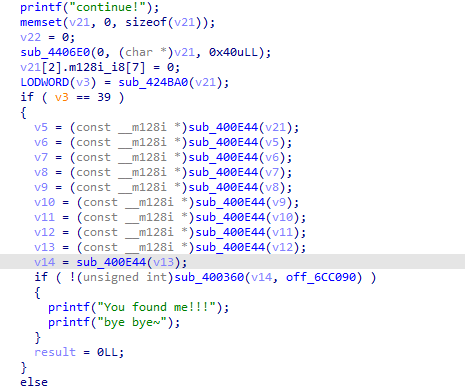 printf("continue!");
memset(v21, 0, sizeof(v21));
v22 = 0;
sub_4406E0(0, (char *)v21, 0x40uLL);
v21[2].m128i_i8[7] = 0;
LODWORD(v3) = sub_424BA0(v21);
if ( v3 == 39 )
{
v5 = (const __m128i *)sub_400E44(v21);
v6 = (const __m128i *)sub_400E44(v5);
v7 = (const __m128i *)sub_400E44(v6);
v8 = (const __m128i *)sub_400E44(v7);
v9 = (const __m128i *)sub_400E44(v8);
v10 = (const __m128i *)sub_400E44(v9);
v11 = (const __m128i *)sub_400E44(v10);
v12 = (const __m128i *)sub_400E44(v11);
v13 = (const __m128i *)sub_400E44(v12);
v14 = sub_400E44(v13);
if ( !(unsigned int)sub_400360(v14, off_6CC090) )
{
printf("You found me!!!");
printf("bye bye~");
}
result = 0LL;
}
else